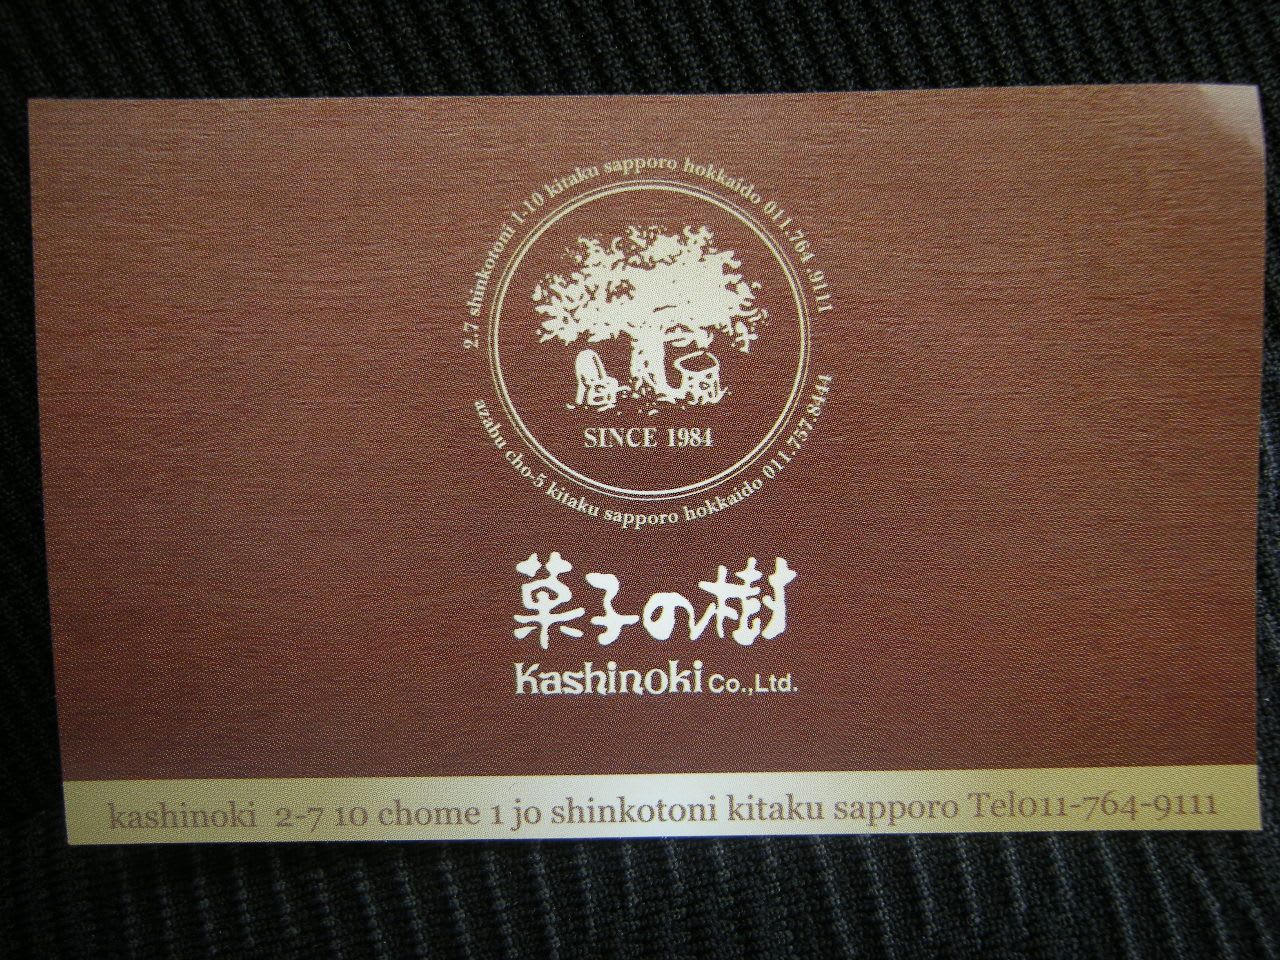 2.7 shinkotoni 1-10 kitaku sapporo hokkaido 011.764 .9111
SINCE 1984
azabu cho-5 kitaku sapporo hokkaido 011.757.8444
菓子の樹
Kashinoki Co.,Ltd.
kashinoki 2-7 10 chome 1 jo shinkotoni kitaku sapporo Tel011-764-9111